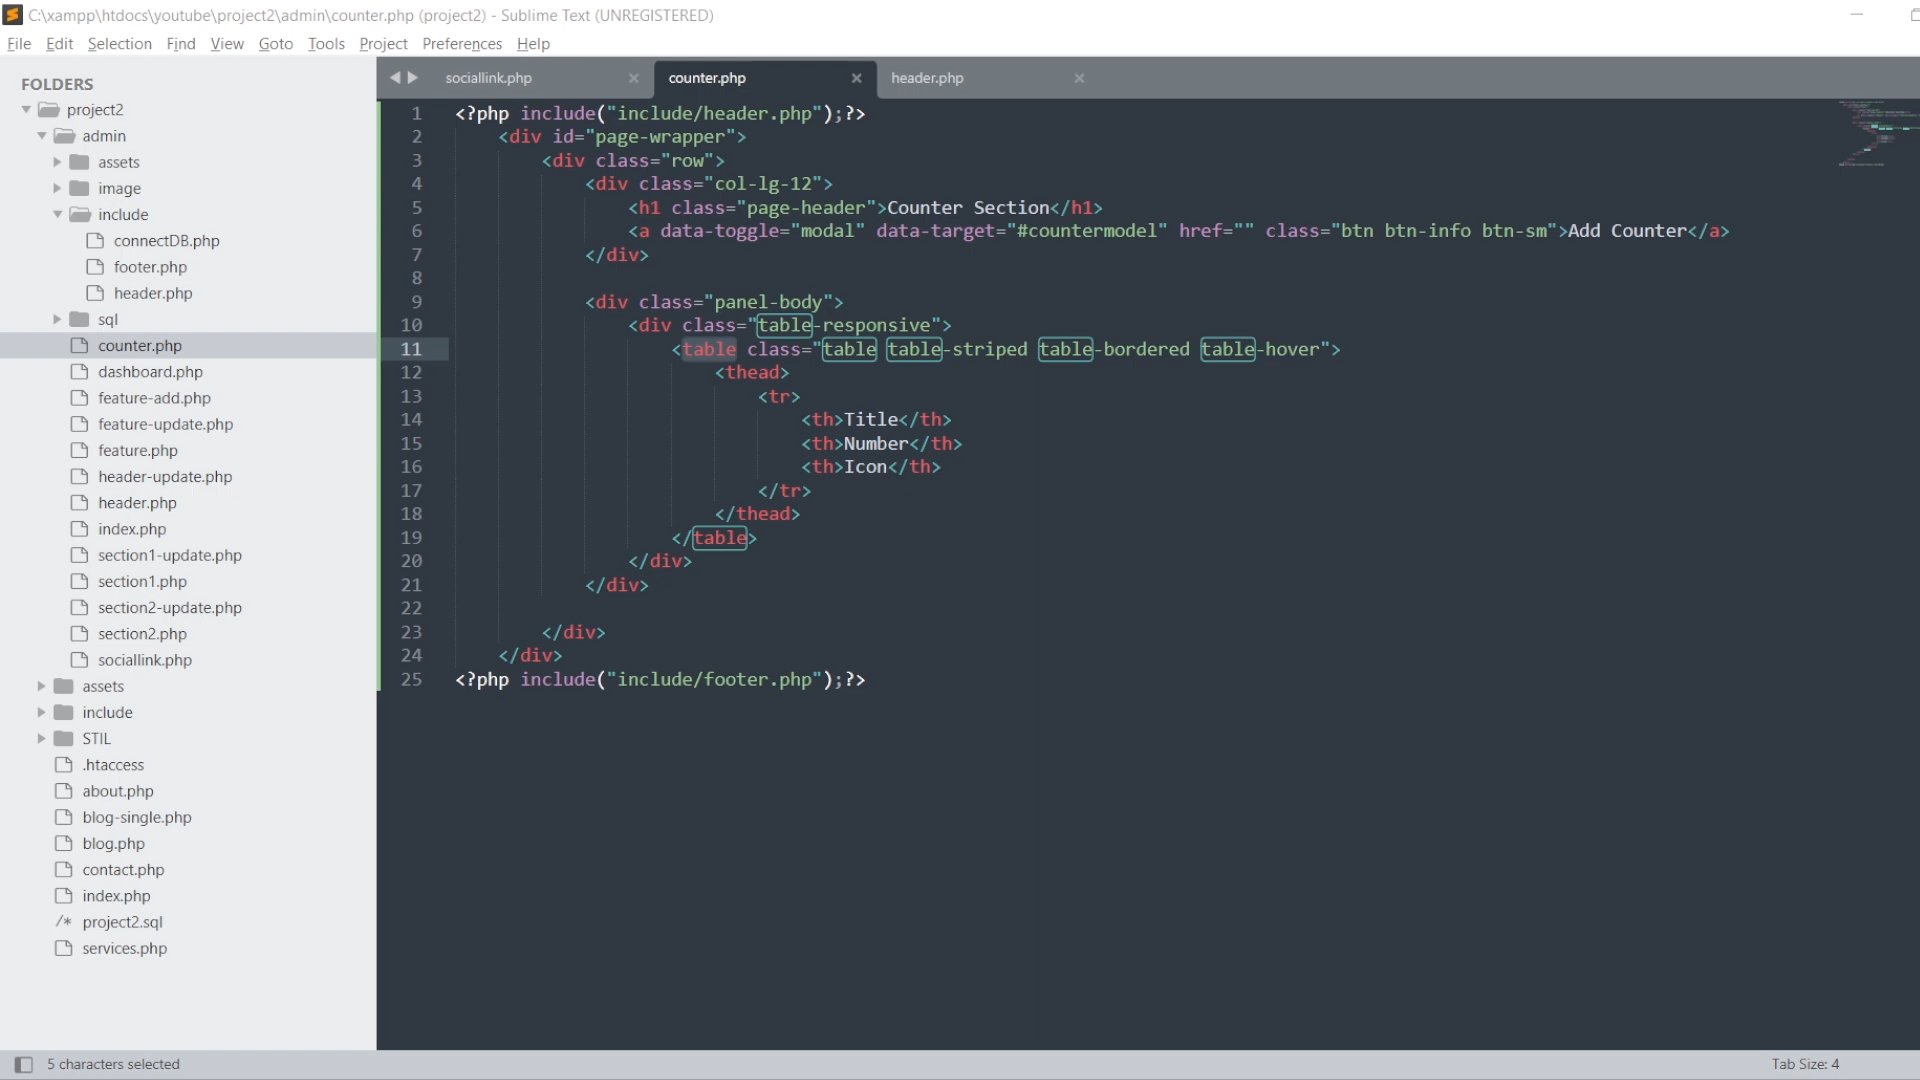 C:\xampp\htdocs\youtube\project2\admin\counter.php (project2) - Sublime Text (UNREGISTERED)
File Edit Selection Find View Goto Tools Project Preferences Help
FOLDERS
project2
admin
assets
image
include
connectDB.php
footer.php
header.php
sql
counter.php
dashboard.php
feature-add.php
feature-update.php
feature.php
header-update.php
header.php
index.php
section1-update.php
section1.php
section2-update.php
section2.php
sociallink.php
assets
include
STIL
.htaccess
about.php
blog-single.php
blog.php
contact.php
index.php
/* project2.sql
services.php
sociallink.php × counter.php × header.php ×
1 <?php include("include/header.php");?>
2 <div id="page-wrapper">
3 <div class="row">
4 <div class="col-lg-12">
5 <h1 class="page-header">Counter Section</h1>
6 <a data-toggle="modal" data-target="#countermodel" href="" class="btn btn-info btn-sm">Add Counter</a>
7 </div>
8
9 <div class="panel-body">
10 <div class="table-responsive">
11 <table class="table table-striped table-bordered table-hover">
12 <thead>
13 <tr>
14 <th>Title</th>
15 <th>Number</th>
16 <th>Icon</th>
17 </tr>
18 </thead>
19 </table>
20 </div>
21 </div>
22
23 </div>
24 </div>
25 <?php include("include/footer.php");?>
5 characters selected
Tab Size: 4